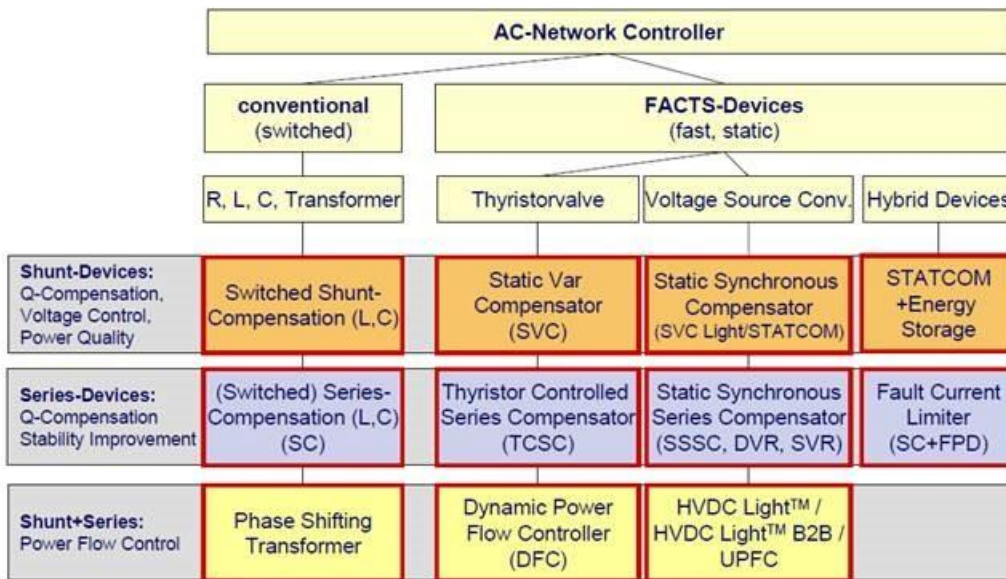 AC-Network Controller
conventional
(switched)
FACTS-Devices
(fast, static)
R, L, C, Transformer
Thyristorvalve
Voltage Source Conv.
Hybrid Devices
Shunt-Devices:
Q-Compensation,
Voltage Control,
Power Quality
Switched Shunt-
Compensation (L,C)
Static Var
Compensator
(SVC)
Static Synchronous
Compensator
(SVC Light/STATCOM)
STATCOM
+Energy
Storage
Series-Devices:
Q-Compensation
Stability Improvement
(Switched) Series-
Compensation (L,C)
(SC)
Thyristor Controlled
Series Compensator
(TCSC)
Static Synchronous
Series Compensator
(SSSC, DVR, SVR)
Fault Current
Limiter
(SC+FPD)
Shunt+Series:
Power Flow Control
Phase Shifting
Transformer
Dynamic Power
Flow Controller
(DFC)
HVDC Light™ /
HVDC Light™ B2B /
UPFC